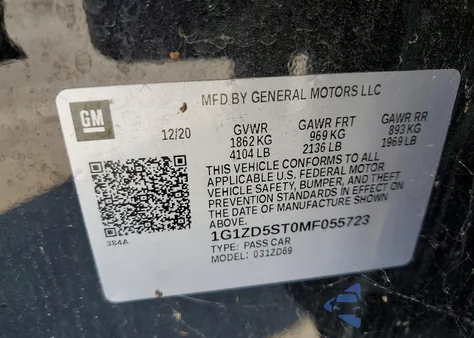 GM
MFD BY GENERAL MOTORS LLC
12/20
GVWR GAWR FRT GAWR RR
1862 KG 969 KG 893 KG
4104 LB 2136 LB 1969 LB
THIS VEHICLE CONFORMS TO ALL
APPLICABLE U.S. FEDERAL MOTOR
VEHICLE SAFETY, BUMPER, AND THEFT
PREVENTION STANDARDS IN EFFECT ON
THE DATE OF MANUFACTURE SHOWN
ABOVE.
1G1ZD5ST0MF055723
TYPE: PASS CAR
MODEL: 031ZD69
384A